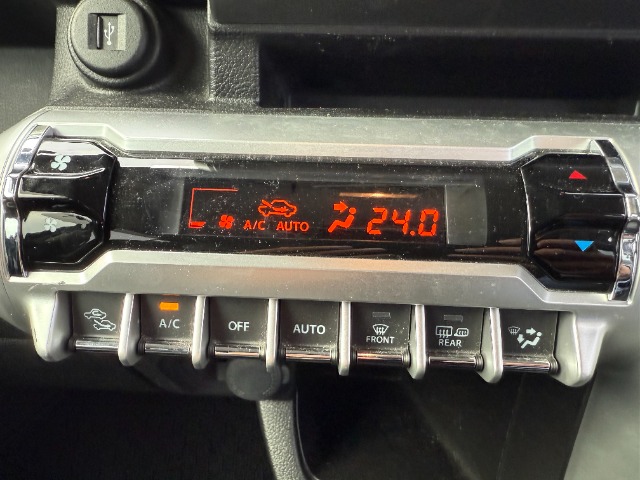 A/C AUTO 24.0
A/C
OFF
AUTO
FRONT
REAR